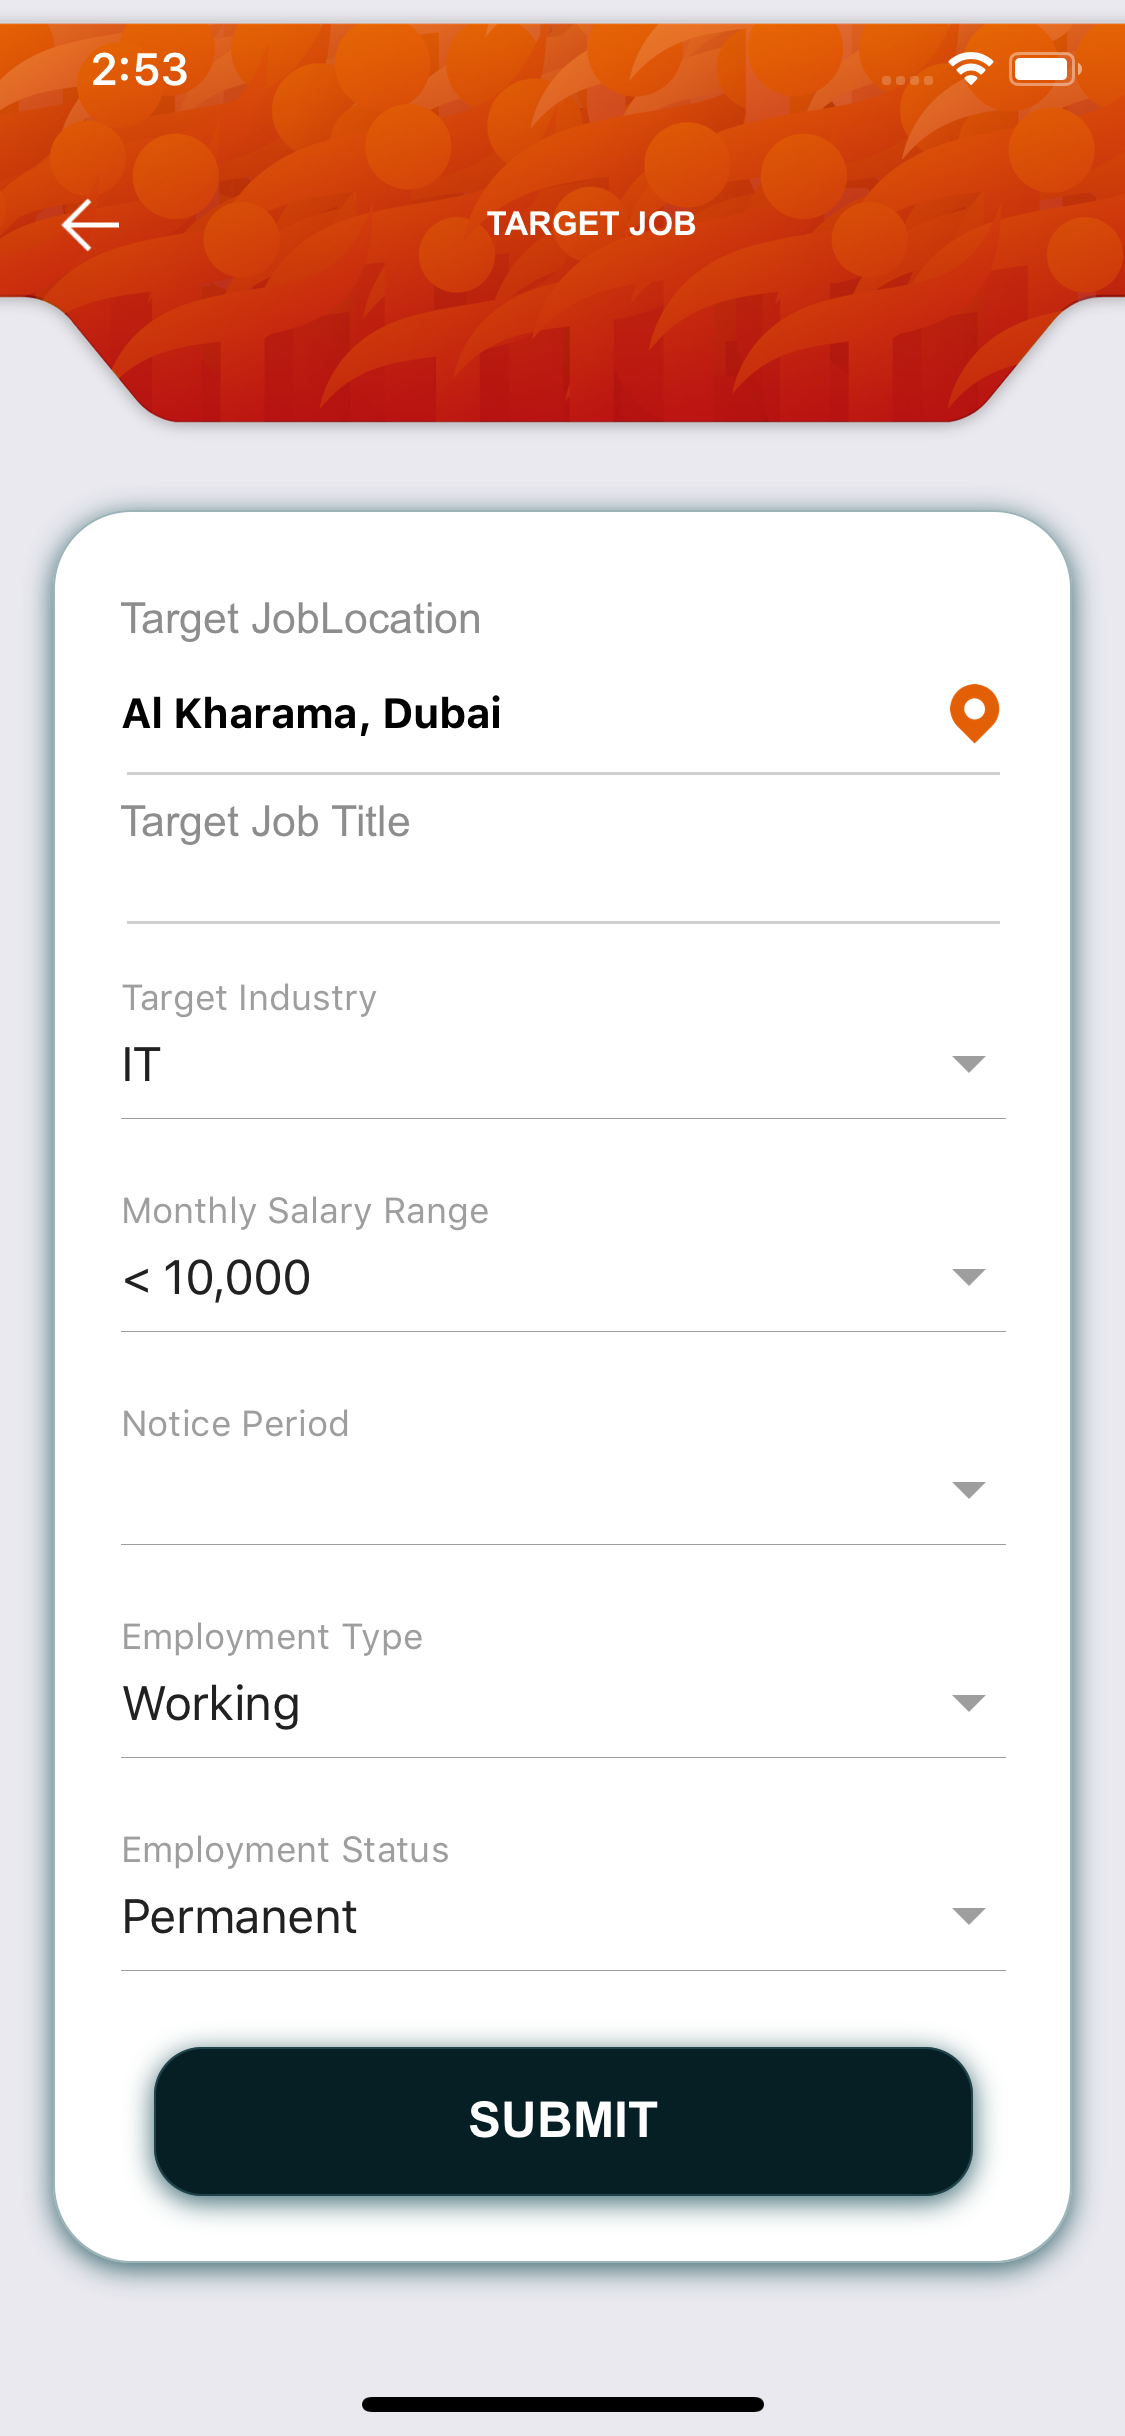 2:53
TARGET JOB
Target JobLocation
Al Kharama, Dubai
Target Job Title
Target Industry
IT
Monthly Salary Range
< 10,000
Notice Period
Employment Type
Working
Employment Status
Permanent
SUBMIT